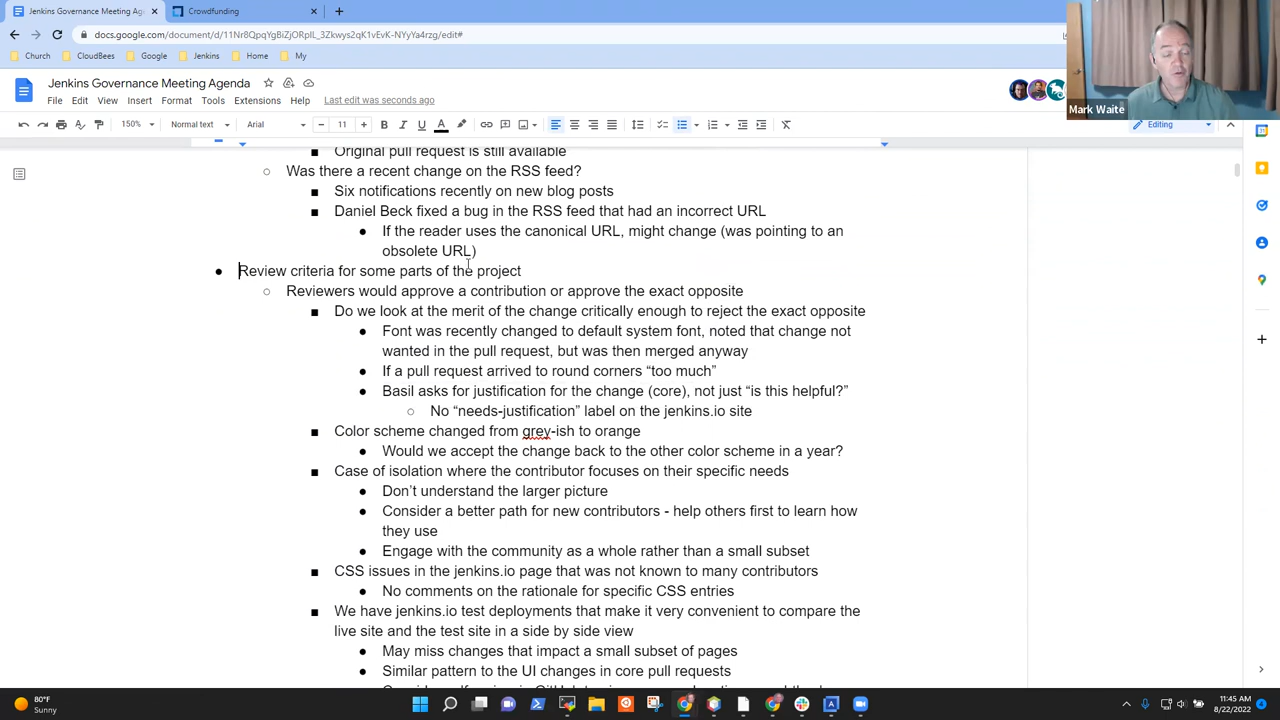 Jenkins Governance Meeting Ag
Crowdfunding
docs.google.com/document/d/11Nr8QpqYgBiZjORpIL_3Zkwys2qK1vEvK-NYyYa4rzg/edit#
Church
CloudBees
Google
Jenkins
Home
My
Jenkins Governance Meeting Agenda
File Edit View Insert Format Tools Extensions Help Last edit was seconds ago
150% Normal text Arial 11 Editing
Mark Waite
Original pull request is still available
Was there a recent change on the RSS feed?
Six notifications recently on new blog posts
Daniel Beck fixed a bug in the RSS feed that had an incorrect URL
If the reader uses the canonical URL, might change (was pointing to an
obsolete URL)
Review criteria for some parts of the project
Reviewers would approve a contribution or approve the exact opposite
Do we look at the merit of the change critically enough to reject the exact opposite
Font was recently changed to default system font, noted that change not
wanted in the pull request, but was then merged anyway
If a pull request arrived to round corners “too much”
Basil asks for justification for the change (core), not just “is this helpful?”
No “needs-justification” label on the jenkins.io site
Color scheme changed from grey-ish to orange
Would we accept the change back to the other color scheme in a year?
Case of isolation where the contributor focuses on their specific needs
Don’t understand the larger picture
Consider a better path for new contributors - help others first to learn how
they use
Engage with the community as a whole rather than a small subset
CSS issues in the jenkins.io page that was not known to many contributors
No comments on the rationale for specific CSS entries
We have jenkins.io test deployments that make it very convenient to compare the
live site and the test site in a side by side view
May miss changes that impact a small subset of pages
Similar pattern to the UI changes in core pull requests
80°F
Sunny
11:45 AM
8/22/2022